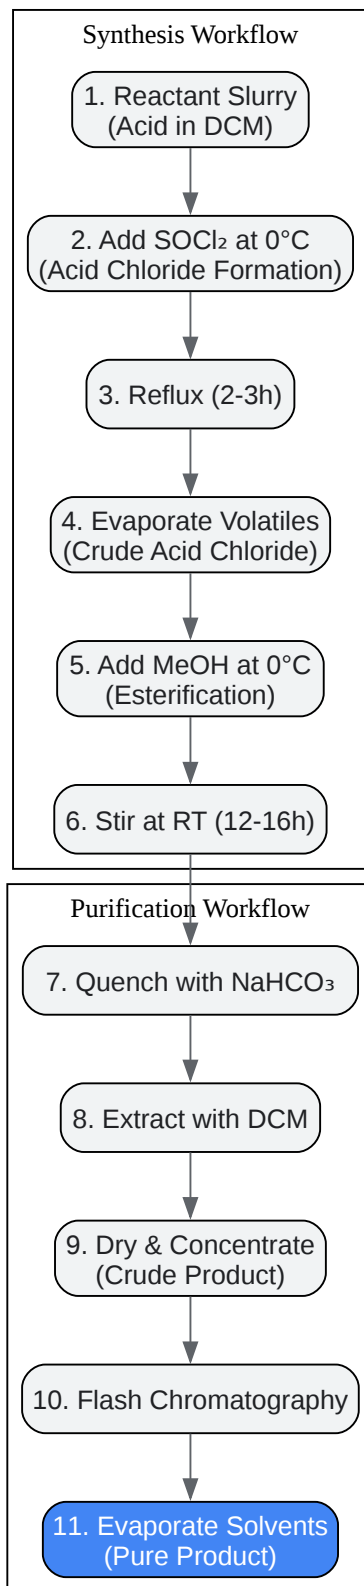 Synthesis Workflow
1. Reactant Slurry
(Acid in DCM)
2. Add SOCl₂ at 0°C
(Acid Chloride Formation)
3. Reflux (2-3h)
4. Evaporate Volatiles
(Crude Acid Chloride)
5. Add MeOH at 0°C
(Esterification)
6. Stir at RT (12-16h)
Purification Workflow
7. Quench with NaHCO₃
8. Extract with DCM
9. Dry & Concentrate
(Crude Product)
10. Flash Chromatography
11. Evaporate Solvents
(Pure Product)